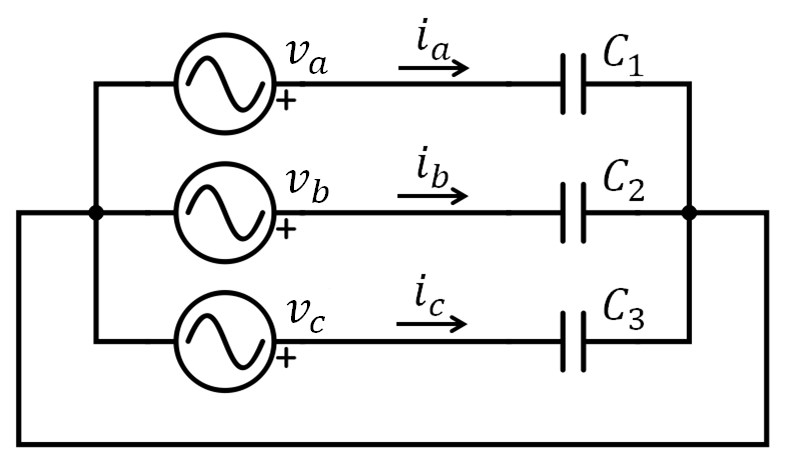 i_a
v_a
C_1
+
i_b
v_b
C_2
+
i_c
v_c
C_3
+